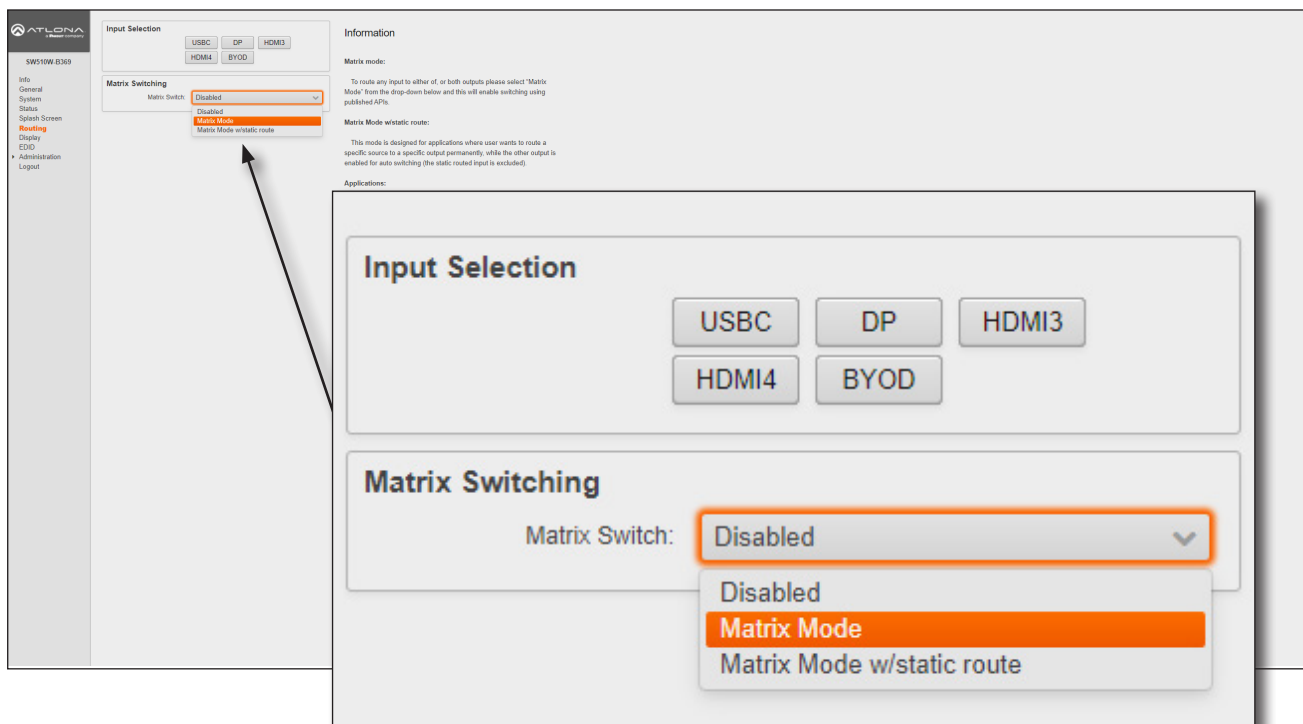 ATLONA
a Panduit company
SW510W-B369
Info
General
System
Status
Splash Screen
Routing
Display
EDID
Administration
Logout
Input Selection
USBC DP HDMI3
HDMI4 BYOD
Matrix Switching
Matrix Switch: Disabled
Disabled
Matrix Mode
Matrix Mode w/static route
Information
Matrix mode:
To route any input to either of, or both outputs please select "Matrix
Mode" from the drop-down below and this will enable switching using
published APIs.
Matrix Mode w/static route:
This mode is designed for applications where user wants to route a
specific source to a specific output permanently, while the other output is
enabled for auto switching (the static routed input is excluded)
Applications:
Input Selection
USBC DP HDMI3
HDMI4 BYOD
Matrix Switching
Matrix Switch: Disabled
Disabled
Matrix Mode
Matrix Mode w/static route